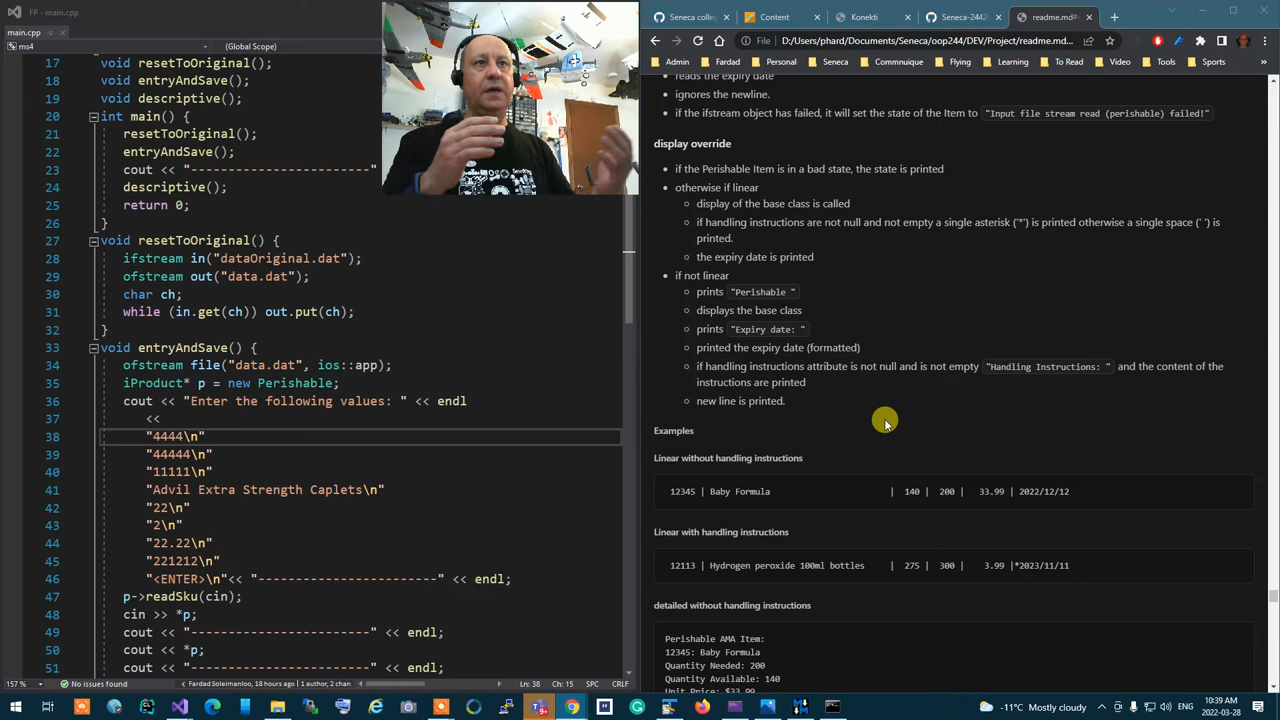 FP - main.cpp
main.cpp
ms4
(Global Scope)
17 void resetToOriginal();
18 void entryAndSave();
19 void descriptive();
20 int main() {
21 resetToOriginal();
22 entryAndSave();
23 cout << "-----------------------------
24 descriptive();
25 return 0;
26 }
27 void resetToOriginal() {
28 ifstream in("dataOriginal.dat");
29 ofstream out("data.dat");
30 char ch;
31 while (in.get(ch)) out.put(ch);
32 }
33 void entryAndSave() {
34 ofstream file("data.dat", ios::app);
35 iProduct* p = new Perishable;
36 cout << "Enter the following values: " << endl
37 <<
38 "4444\n"
39 "44444\n"
40 "11111\n"
41 "Advil Extra Strength Caplets\n"
42 "22\n"
43 "2\n"
44 "22.22\n"
45 "221212\n"
46 "<ENTER>\n"<< "------------------------" << endl;
47 p->readSku(cin);
48 cin >> *p;
49 cout << "-----------------------" << endl;
50 cout << *p;
51 cout << "-----------------------" << endl;
157 %
No issues found
Fardad Soleimanloo, 18 hours ago | 1 author, 2 chan
Ln: 38 Ch: 15 SPC CRLF
Seneca colleg
Content
Konekti
Seneca-2442
readme.md#
File | D:/Users/phard/Documents/Seneca/oop244/DEV/Project/readme.md...
Admin Fardad Personal Seneca Commnuique Flying Learning To Read Video Tools Sports
reads the expiry date
ignores the newline.
if the ifstream object has failed, it will set the state of the Item to "Input file stream read (perishable) failed!"
display override
if the Perishable Item is in a bad state, the state is printed
otherwise if linear
display of the base class is called
if handling instructions are not null and not empty a single asterisk ('*') is printed otherwise a single space (' ') is
printed.
the expiry date is printed
if not linear
prints "Perishable "
displays the base class
prints "Expiry date: "
printed the expiry date (formatted)
if handling instructions attribute is not null and is not empty "Handling Instructions: " and the content of the
instructions are printed
new line is printed.
Examples
Linear without handling instructions
12345 | Baby Formula | 140 | 200 | 33.99 | 2022/12/12
Linear with handling instructions
12113 | Hydrogen peroxide 100ml bottles | 275 | 300 | 3.99 |*2023/11/11
detailed without handling instructions
Perishable AMA Item:
12345: Baby Formula
Quantity Needed: 200
Quantity Available: 140
Unit Price: $33.99
9+
-11°C Mostly cloudy
10:39 AM
2022-03-28